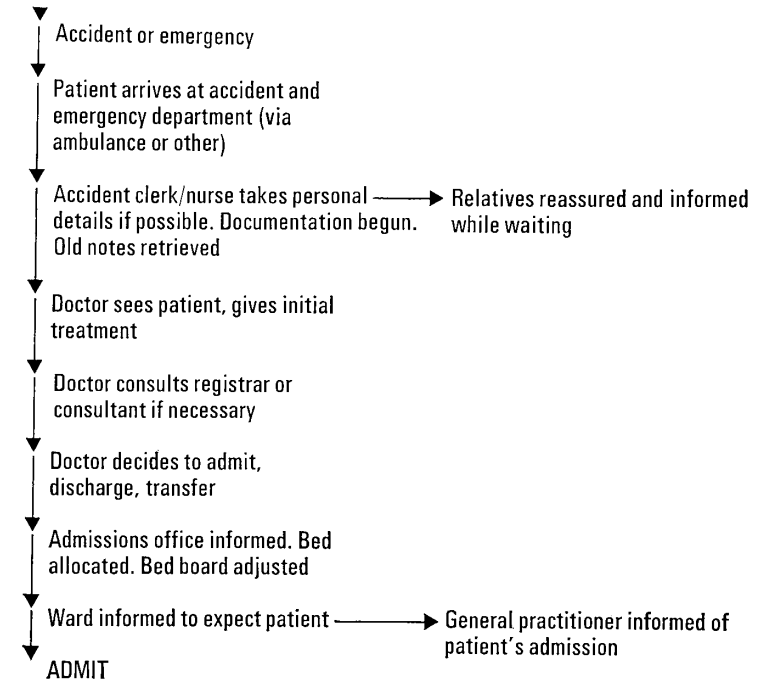 Accident or emergency
Patient arrives at accident and
emergency department (via
ambulance or other)
Accident clerk/nurse takes personal
details if possible. Documentation begun.
Old notes retrieved
Relatives reassured and informed
while waiting
Doctor sees patient, gives initial
treatment
Doctor consults registrar or
consultant if necessary
Doctor decides to admit,
discharge, transfer
Admissions office informed. Bed
allocated. Bed board adjusted
Ward informed to expect patient
General practitioner informed of
patient's admission
ADMIT